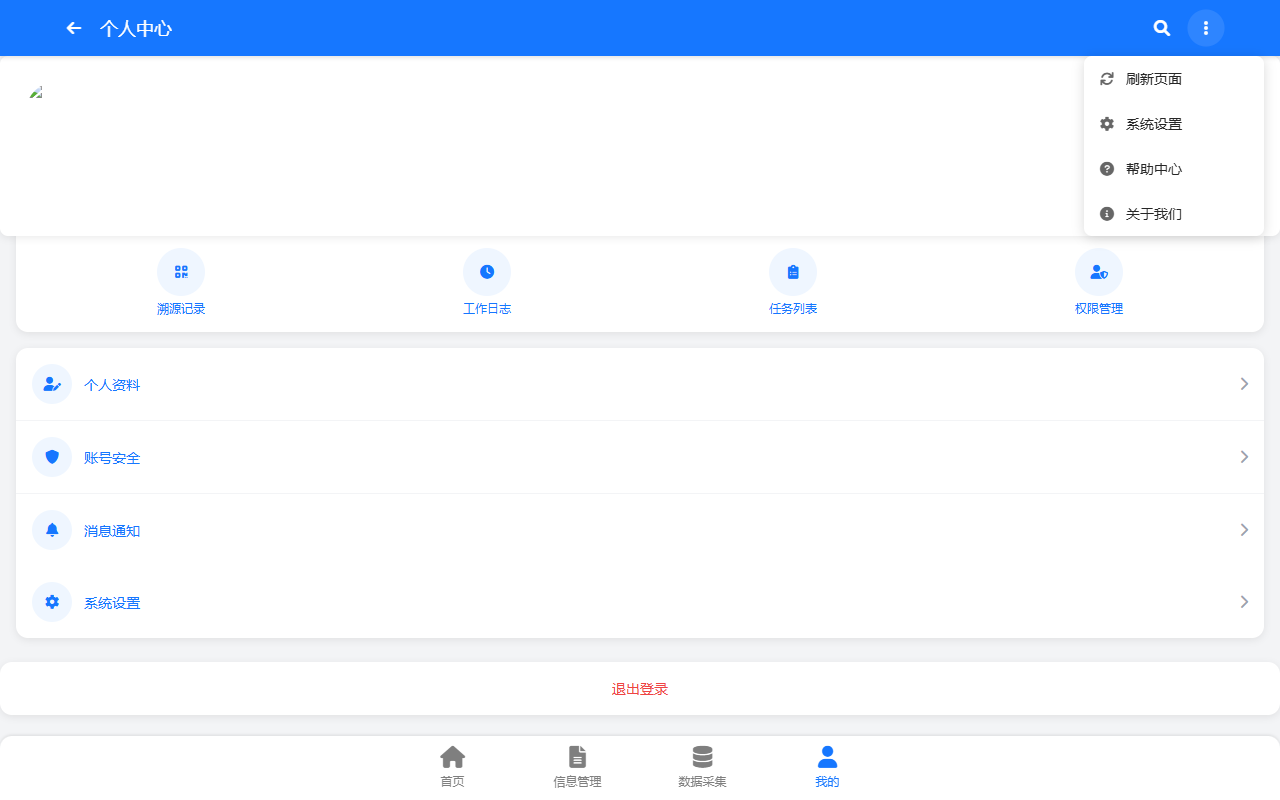 个人中心
刷新页面
系统设置
帮助中心
关于我们
溯源记录
工作日志
任务列表
权限管理
个人资料
账号安全
消息通知
系统设置
退出登录
首页
信息管理
数据采集
我的